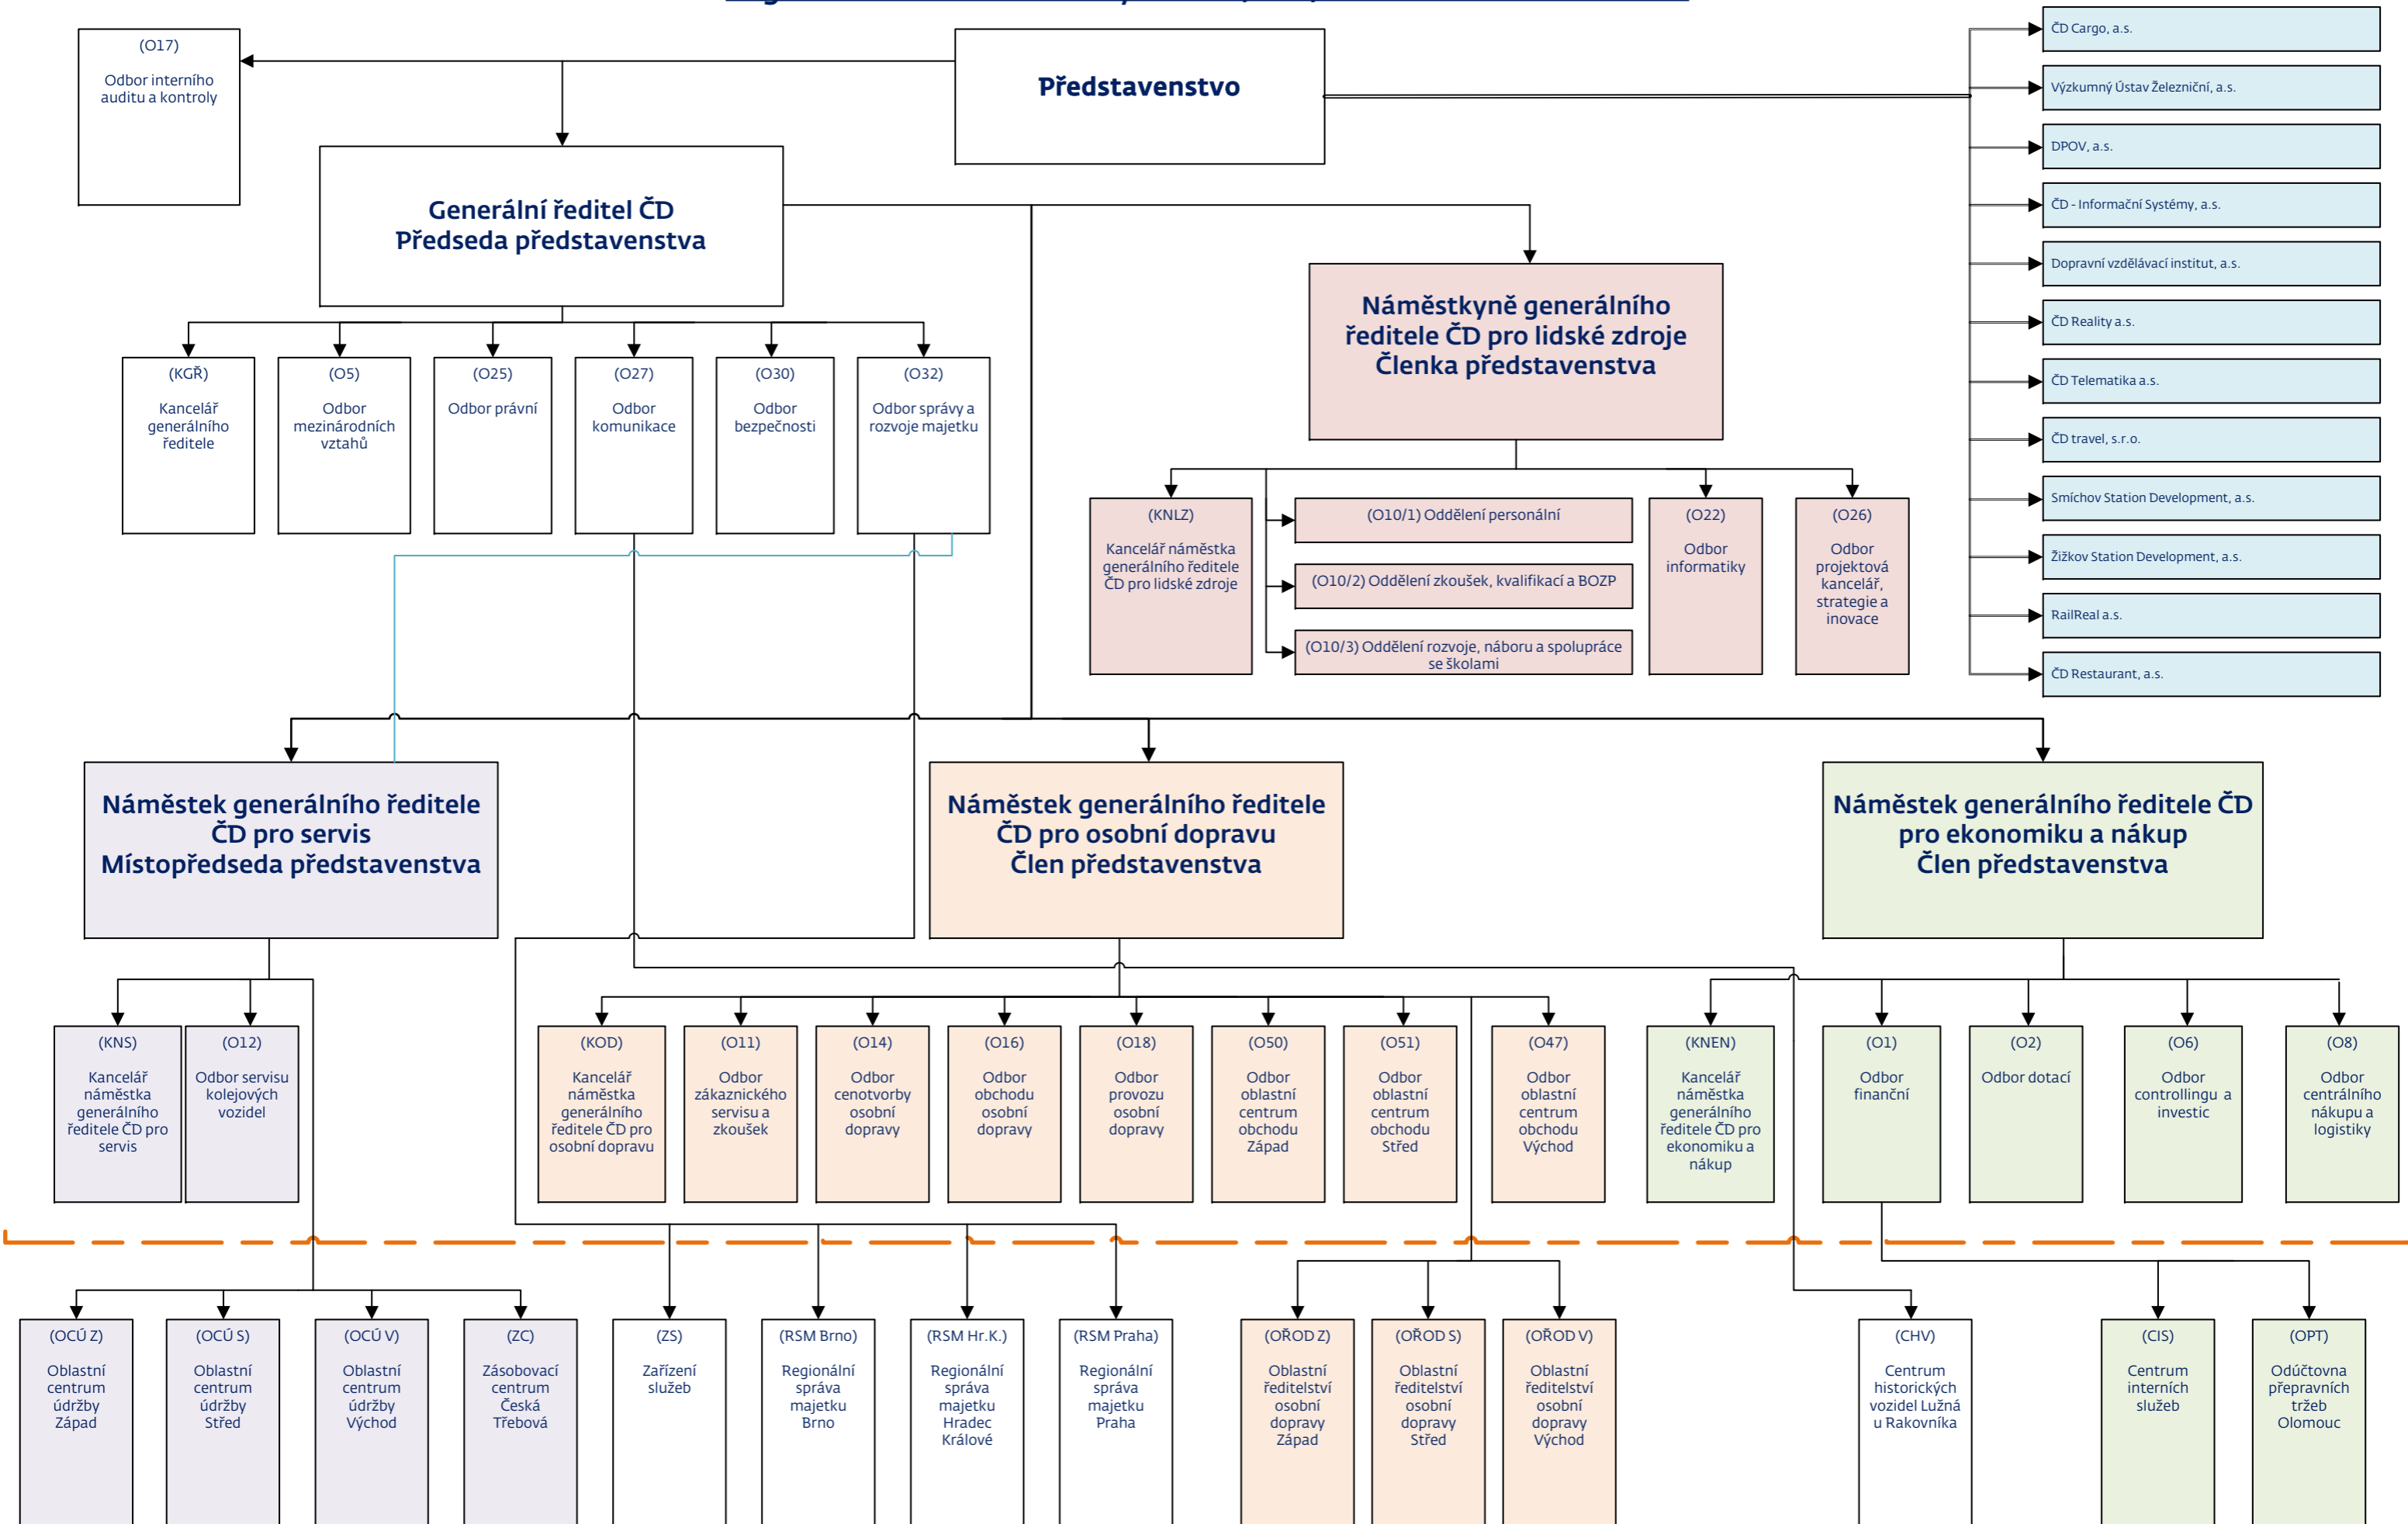 (O17)
Odbor interního
auditu a kontroly
Představenstvo
ČD Cargo, a.s.
Výzkumný Ústav Železniční, a.s.
DPOV, a.s.
ČD - Informační Systémy, a.s.
Dopravní vzdělávací institut, a.s.
ČD Reality a.s.
ČD Telematika a.s.
ČD travel, s.r.o.
Smíchov Station Development, a.s.
Žižkov Station Development, a.s.
RailReal a.s.
ČD Restaurant, a.s.
Generální ředitel ČD
Předseda představenstva
(KGŘ)
Kancelář
generálního
ředitele
(O5)
Odbor
mezinárodních
vztahů
(O25)
Odbor právní
(O27)
Odbor
komunikace
(O30)
Odbor
bezpečnosti
(O32)
Odbor správy a
rozvoje majetku
Náměstkyně generálního
ředitele ČD pro lidské zdroje
Členka představenstva
(KNLZ)
Kancelář náměstka
generálního ředitele
ČD pro lidské zdroje
(O10/1) Oddělení personální
(O10/2) Oddělení zkoušek, kvalifikací a BOZP
(O10/3) Oddělení rozvoje, náboru a spolupráce
se školami
(O22)
Odbor
informatiky
(O26)
Odbor
projektová
kancelář,
strategie a
inovace
Náměstek generálního ředitele
ČD pro servis
Místopředseda představenstva
Náměstek generálního ředitele
ČD pro osobní dopravu
Člen představenstva
Náměstek generálního ředitele ČD
pro ekonomiku a nákup
Člen představenstva
(KNS)
Kancelář
náměstka
generálního
ředitele ČD pro
servis
(O12)
Odbor servisu
kolejových
vozidel
(KOD)
Kancelář
náměstka
generálního
ředitele ČD pro
osobní dopravu
(O11)
Odbor
zákaznického
servisu a
zkoušek
(O14)
Odbor
cenotvorby
osobní
dopravy
(O16)
Odbor
obchodu
osobní
dopravy
(O18)
Odbor
provozu
osobní
dopravy
(O50)
Odbor
oblastní
centrum
obchodu
Západ
(O51)
Odbor
oblastní
centrum
obchodu
Střed
(O47)
Odbor
oblastní
centrum
obchodu
Východ
(KNEN)
Kancelář
náměstka
generálního
ředitele ČD pro
ekonomiku a
nákup
(O1)
Odbor
finanční
(O2)
Odbor dotací
(O6)
Odbor
controllingu a
investic
(O8)
Odbor
centrálního
nákupu a
logistiky
(OCÚ Z)
Oblastní
centrum
údržby
Západ
(OCÚ S)
Oblastní
centrum
údržby
Střed
(OCÚ V)
Oblastní
centrum
údržby
Východ
(ZC)
Zásobovací
centrum
Česká
Třebová
(ZS)
Zařízení
služeb
(RSM Brno)
Regionální
správa
majetku
Brno
(RSM Hr.K.)
Regionální
správa
majetku
Hradec
Králové
(RSM Praha)
Regionální
správa
majetku
Praha
(OŘOD Z)
Oblastní
ředitelství
osobní
dopravy
Západ
(OŘOD S)
Oblastní
ředitelství
osobní
dopravy
Střed
(OŘOD V)
Oblastní
ředitelství
osobní
dopravy
Východ
(CHV)
Centrum
historických
vozidel Lužná
u Rakovníka
(CIS)
Centrum
interních
služeb
(OPT)
Odúčtovna
přepravních
tržeb
Olomouc